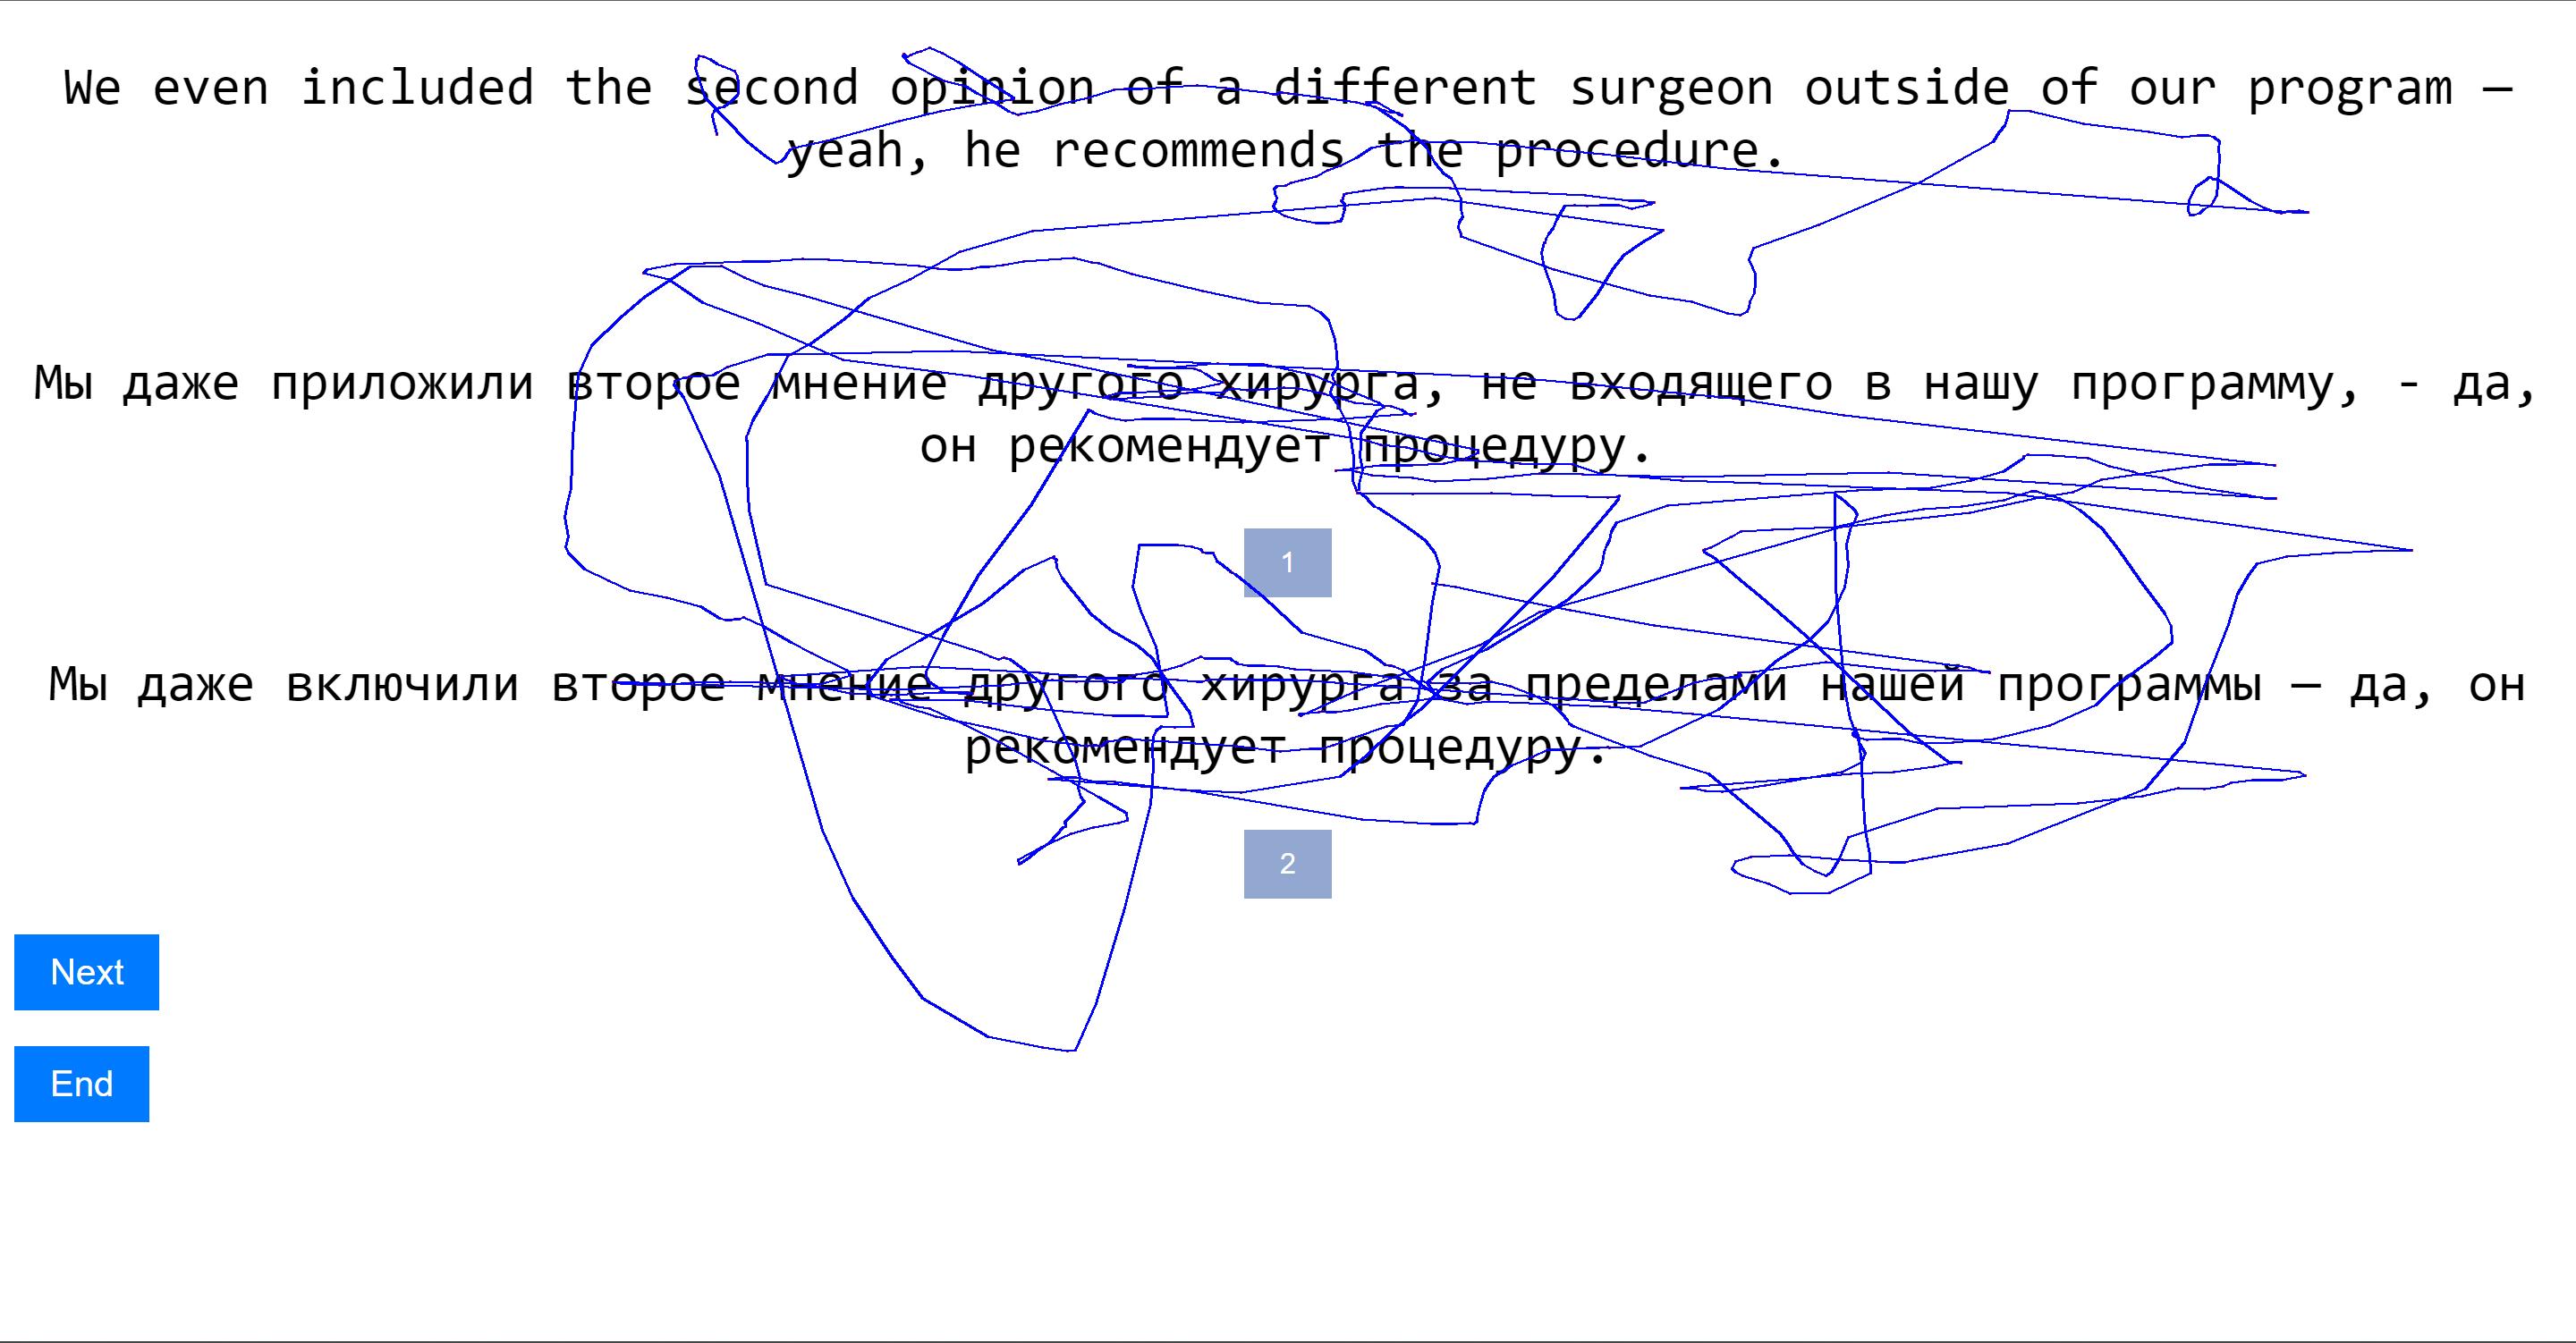 We even included the second opinion of a different surgeon outside of our program —
yeah, he recommends the procedure.
Мы даже приложили второе мнение другого хирурга, не входящего в нашу программу, - да,
он рекомендует процедуру.
1
Мы даже включили второе мнение другого хирурга за пределами нашей программы — да, он
рекомендует процедуру.
2
Next
End